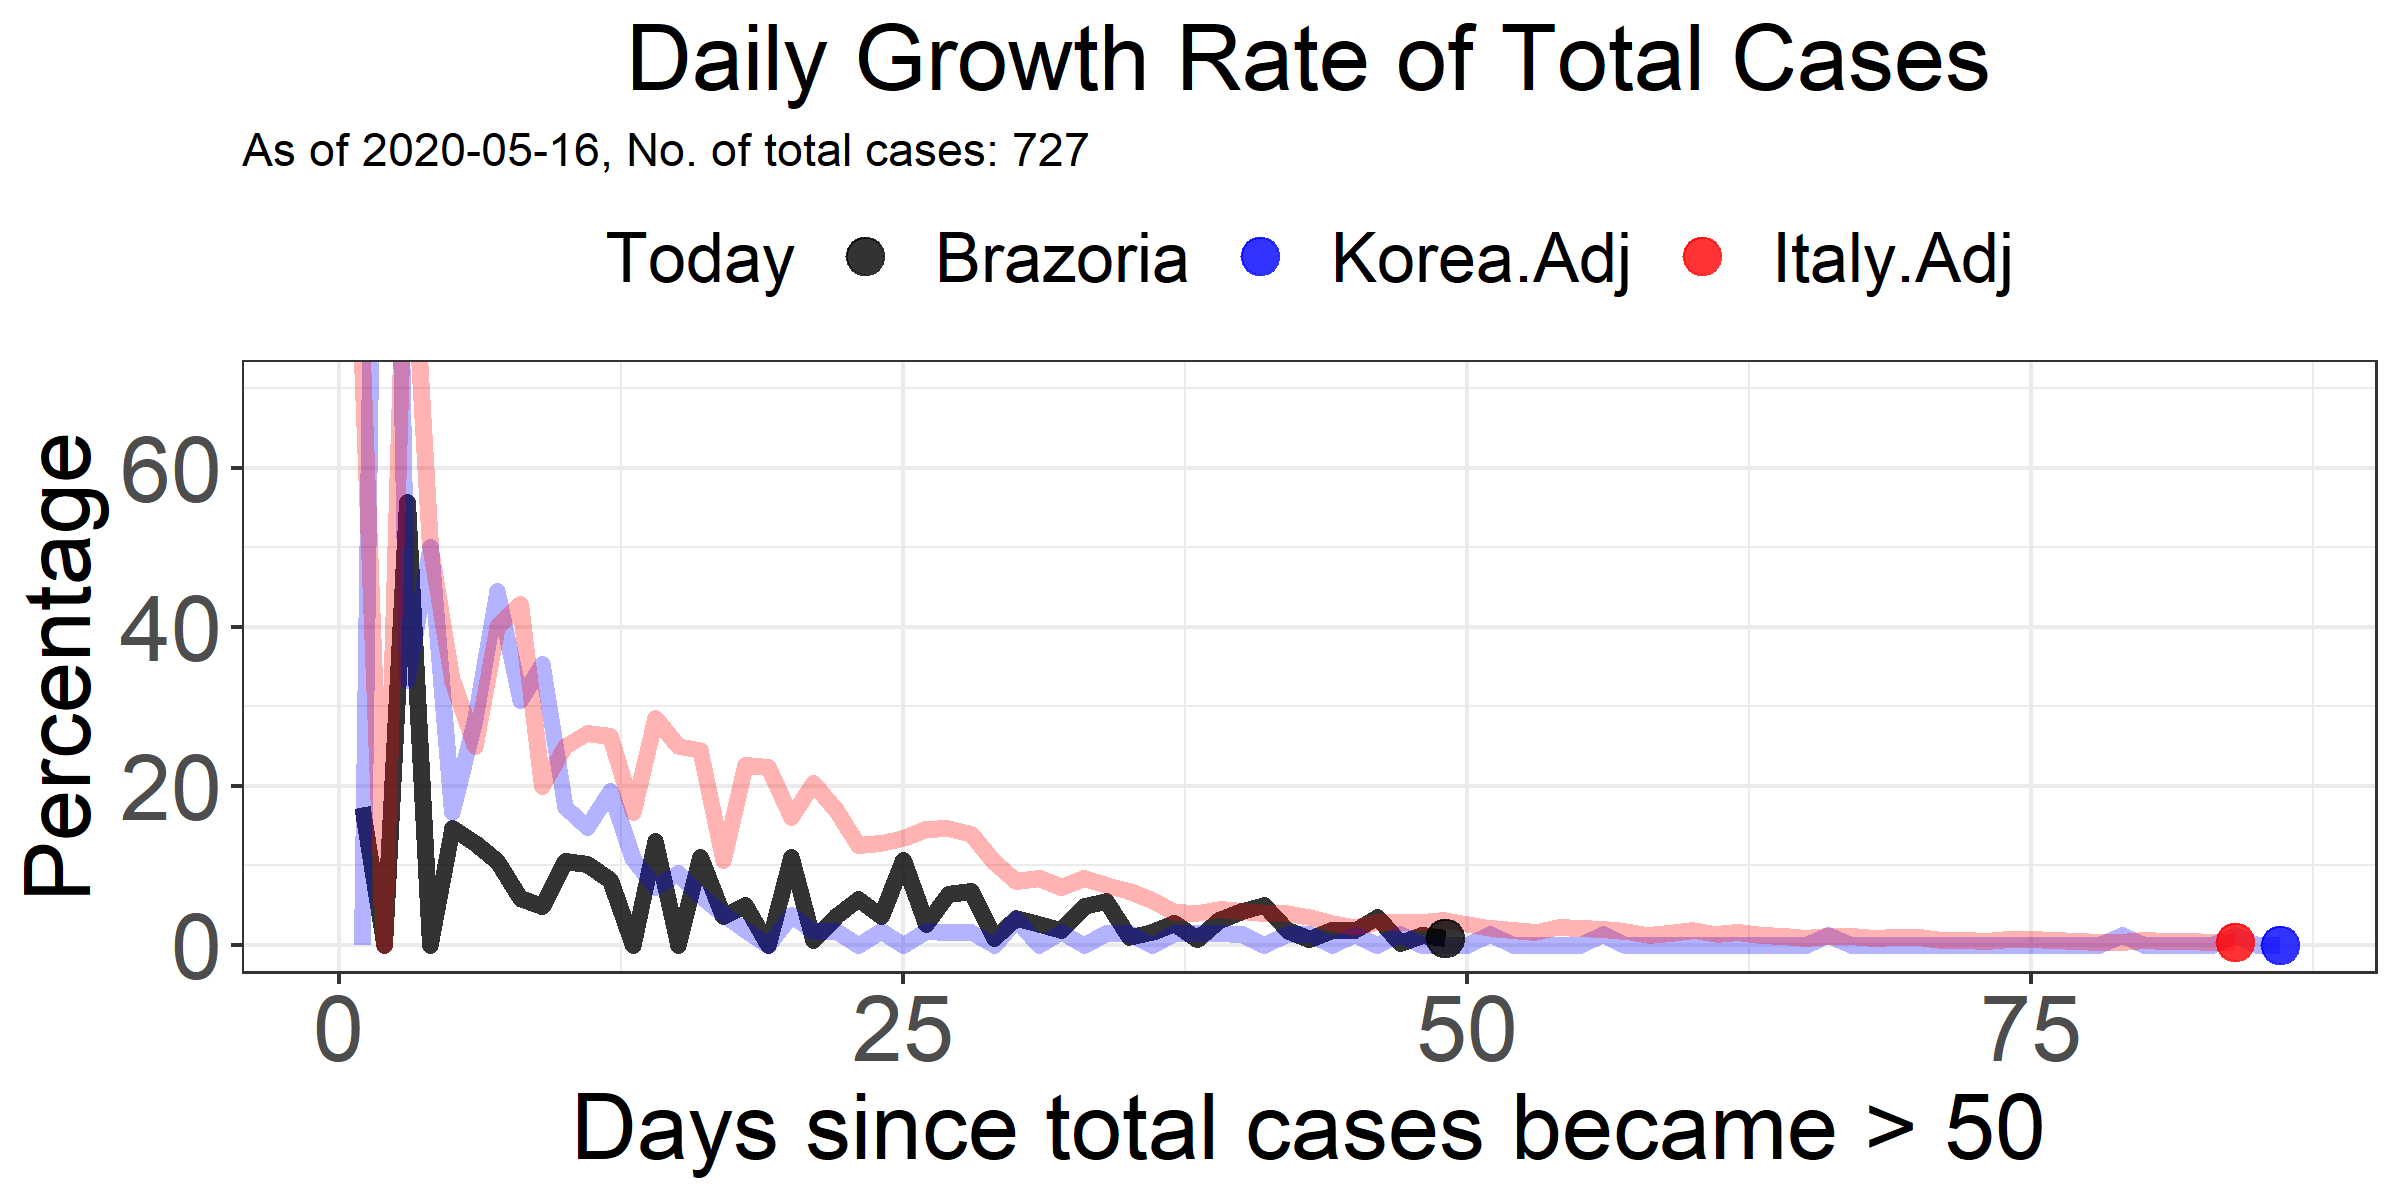 Daily Growth Rate of Total Cases
As of 2020-05-16, No. of total cases: 727
Today Brazoria Korea.Adj Italy.Adj
Percentage
60
40
20
0
0 25 50 75
Days since total cases became > 50